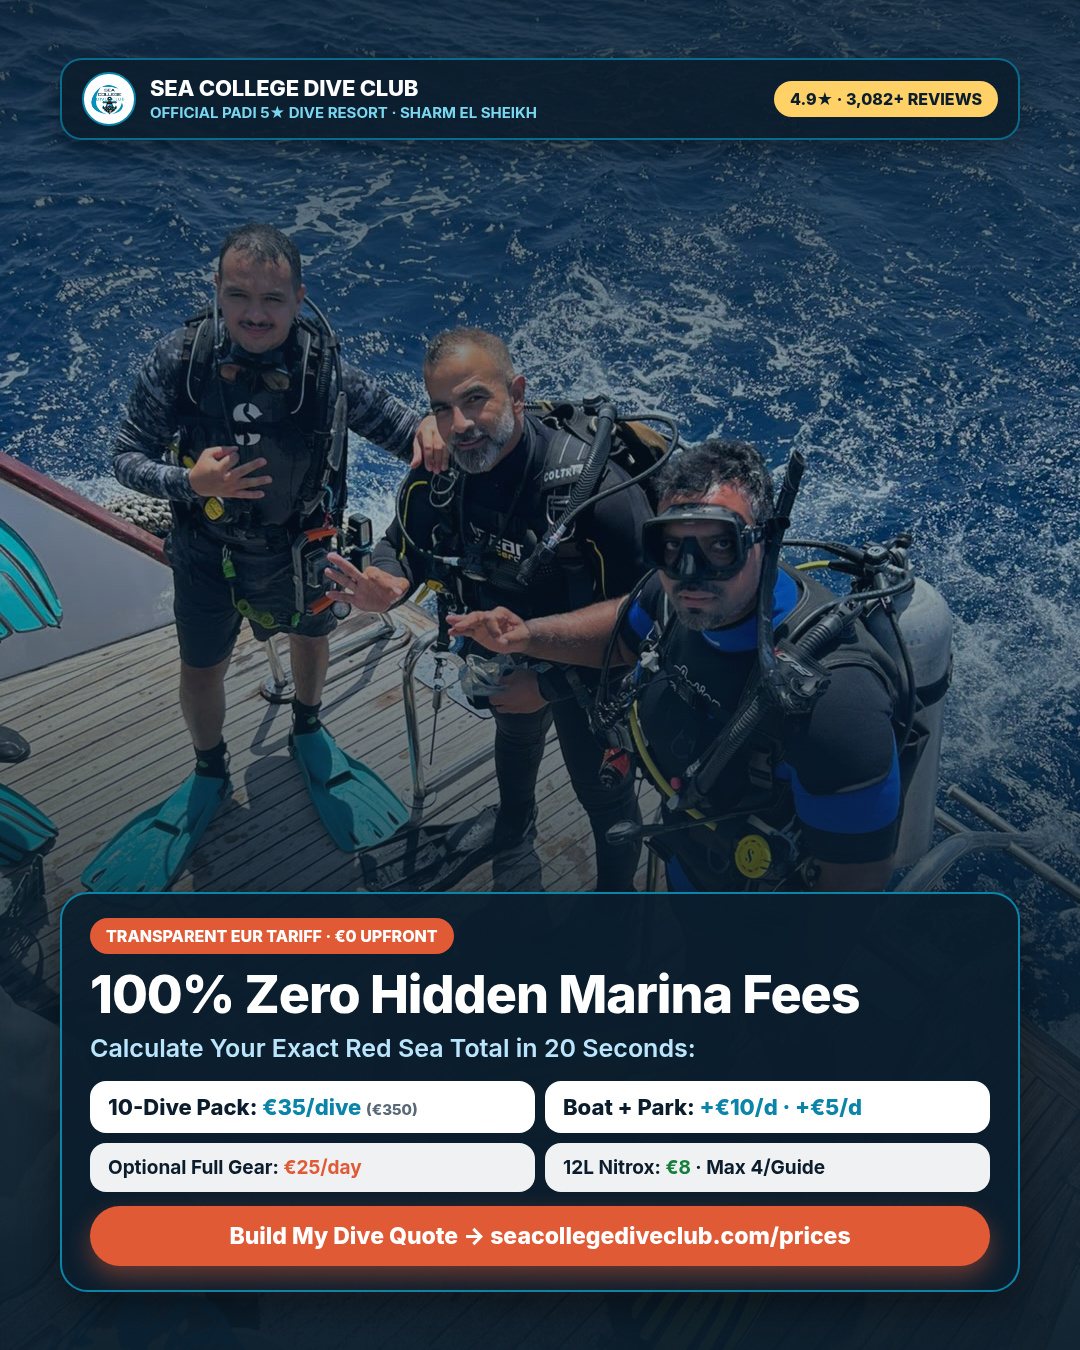 SEA COLLEGE DIVE CLUB
OFFICIAL PADI 5★ DIVE RESORT · SHARM EL SHEIKH
4.9★ · 3,082+ REVIEWS
SEA
COLLEGE
COLTRI
TRANSPARENT EUR TARIFF · €0 UPFRONT
100% Zero Hidden Marina Fees
Calculate Your Exact Red Sea Total in 20 Seconds:
10-Dive Pack: €35/dive (€350)
Boat + Park: +€10/d · +€5/d
Optional Full Gear: €25/day
12L Nitrox: €8 · Max 4/Guide
Build My Dive Quote → seacollegediveclub.com/prices